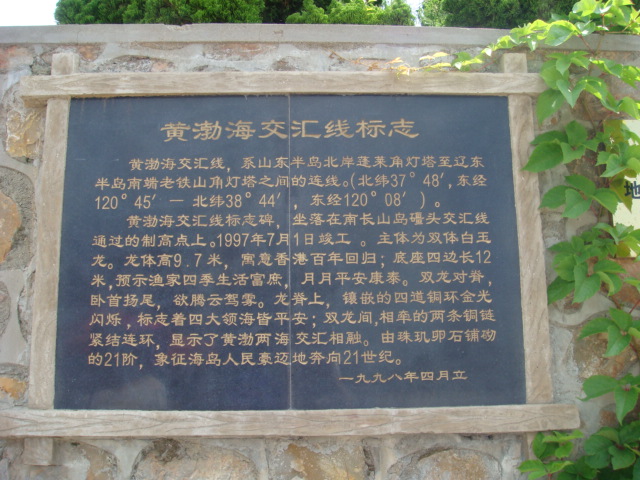 黄渤海交汇线标志
黄渤海交汇线，系山东半岛北岸蓬莱角灯塔至辽东
半岛南端老铁山角灯塔之间的连线。(北纬37°48′，东经
120°45′－北纬38°44′，东经120°08′)。
黄渤海交汇线标志碑，坐落在南长山岛礓头交汇线
通过的制高点上。1997年7月1日竣工。主体为双体白玉
龙。龙体高9.7米，寓意香港百年回归；底座四边长12
米，预示渔家四季生活富庶，月月平安康泰。双龙对脊，
卧首扬尾，欲腾云驾雾。龙脊上，镶嵌的四道铜环金光
闪烁，标志着四大领海皆平安；双龙间，相牵的两条铜链
紧结连环，显示了黄渤两海交汇相融。由珠玑卵石铺砌
的21阶，象征海岛人民豪迈地奔向21世纪。
一九九八年四月立
地